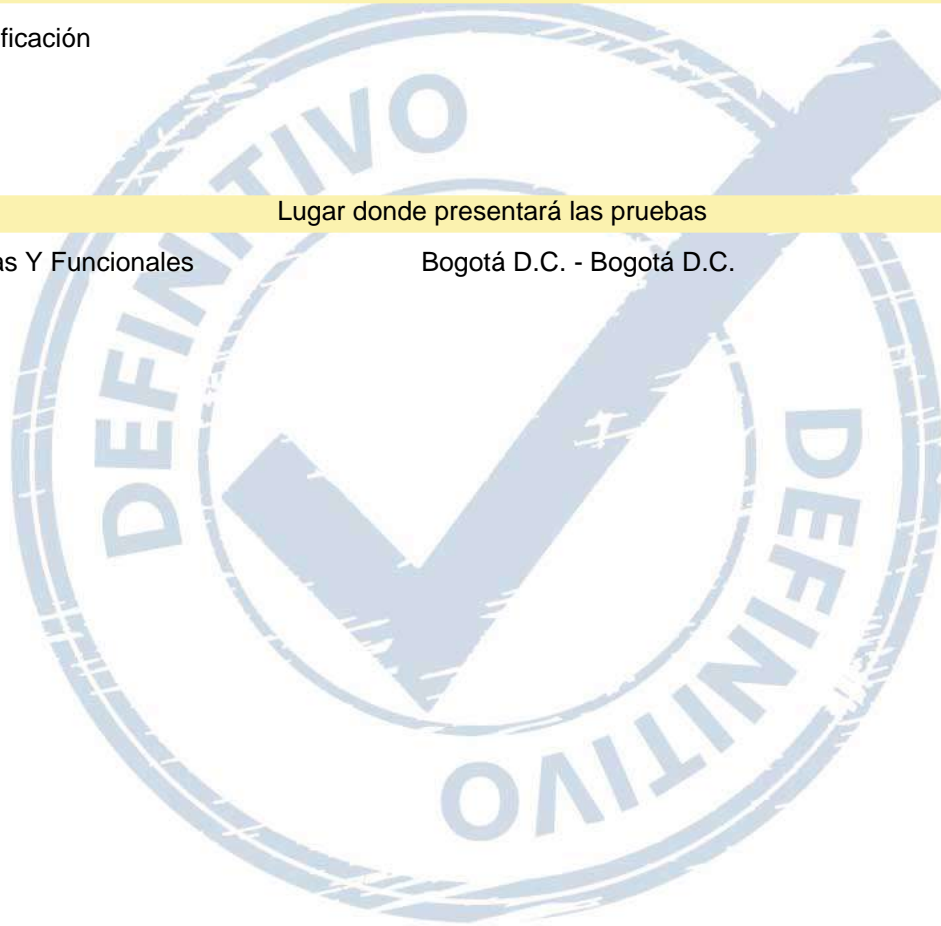 ficación
DEFINITIVO
Lugar donde presentará las pruebas
as Y Funcionales Bogotá D.C. - Bogotá D.C.
DEFINITIVO